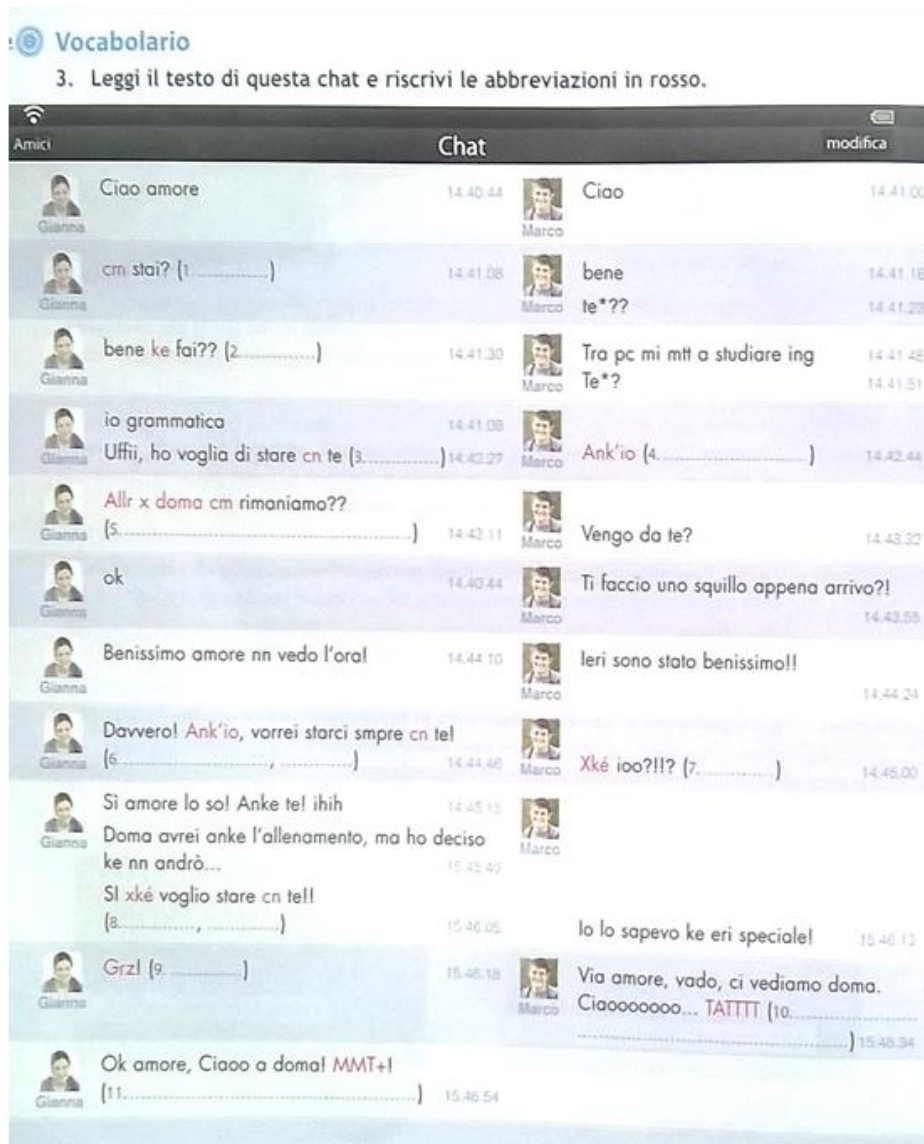 Vocabolario
3. Leggi il testo di questa chat e riscrivi le abbreviazioni in rosso.
Amici Chat modifica
Gianna Ciao amore 14.40.44
Marco Ciao 14.41.00
Gianna cm stai? (1..............) 14.41.08
Marco bene 14.41.18
te*?? 14.41.25
Gianna bene ke fai?? (2..............) 14.41.30
Marco Tra pc mi mtt a studiare ing 14.41.48
Te*? 14.41.51
Gianna io grammatica 14.41.08
Uffii, ho voglia di stare cn te (3..............) 14.42.27
Marco Ank'io (4..............) 14.42.44
Gianna Allr x doma cm rimaniamo??
(5..............) 14.43.11
Marco Vengo da te? 14.43.32
Gianna ok 14.40.44
Marco Ti faccio uno squillo appena arrivo?!
14.43.56
Gianna Benissimo amore nn vedo l'ora! 14.44.10
Marco Ieri sono stato benissimo!!
14.44.24
Gianna Davvero! Ank'io, vorrei starci smpre cn te!
(6.............., ..............) 14.44.46
Marco Xké ioo?!!? (7..............) 14.45.00
Gianna Sì amore lo so! Anke te! ihih 14.45.13
Doma avrei anke l'allenamento, ma ho deciso
ke nn andrò... 15.45.40
SI xké voglio stare cn te!!
(8.............., ..............) 15.46.05
Marco
Io lo sapevo ke eri speciale! 15.46.13
Gianna Grz! (9..............) 15.46.18
Marco Via amore, vado, ci vediamo doma.
Ciaooooooo... TATTTT (10..............
..............) 15.46.34
Gianna Ok amore, Ciaoo a doma! MMT+!
(11..............) 15.46.54